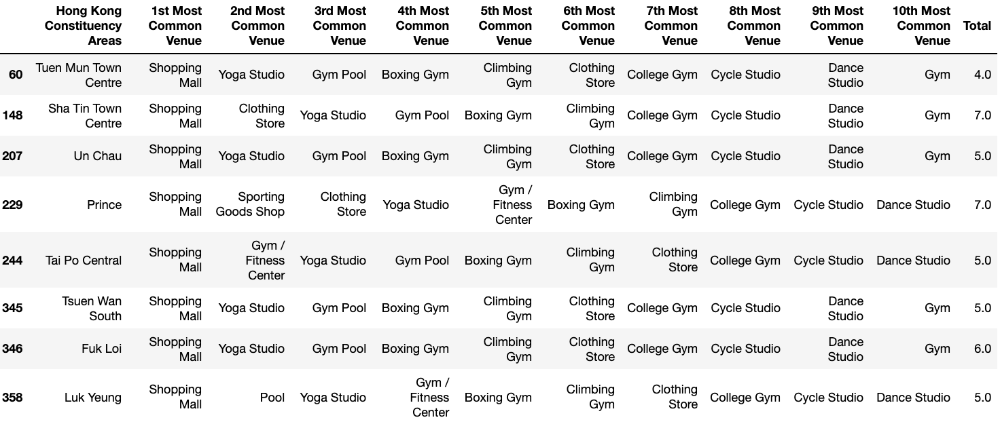 Hong Kong Constituency Areas 1st Most Common Venue 2nd Most Common Venue 3rd Most Common Venue 4th Most Common Venue 5th Most Common Venue 6th Most Common Venue 7th Most Common Venue 8th Most Common Venue 9th Most Common Venue 10th Most Common Venue Total
60 Tuen Mun Town Centre Shopping Mall Yoga Studio Gym Pool Boxing Gym Climbing Gym Clothing Store College Gym Cycle Studio Dance Studio Gym 4.0
148 Sha Tin Town Centre Shopping Mall Clothing Store Yoga Studio Gym Pool Boxing Gym Climbing Gym College Gym Cycle Studio Dance Studio Gym 7.0
207 Un Chau Shopping Mall Yoga Studio Gym Pool Boxing Gym Climbing Gym Clothing Store College Gym Cycle Studio Dance Studio Gym 5.0
229 Prince Shopping Mall Sporting Goods Shop Clothing Store Yoga Studio Gym / Fitness Center Boxing Gym Climbing Gym College Gym Cycle Studio Dance Studio 7.0
244 Tai Po Central Shopping Mall Gym / Fitness Center Yoga Studio Gym Pool Boxing Gym Climbing Gym Clothing Store College Gym Cycle Studio Dance Studio 5.0
345 Tsuen Wan South Shopping Mall Yoga Studio Gym Pool Boxing Gym Climbing Gym Clothing Store College Gym Cycle Studio Dance Studio Gym 5.0
346 Fuk Loi Shopping Mall Yoga Studio Gym Pool Boxing Gym Climbing Gym Clothing Store College Gym Cycle Studio Dance Studio Gym 6.0
358 Luk Yeung Shopping Mall Pool Yoga Studio Gym / Fitness Center Boxing Gym Climbing Gym Clothing Store College Gym Cycle Studio Dance Studio 5.0